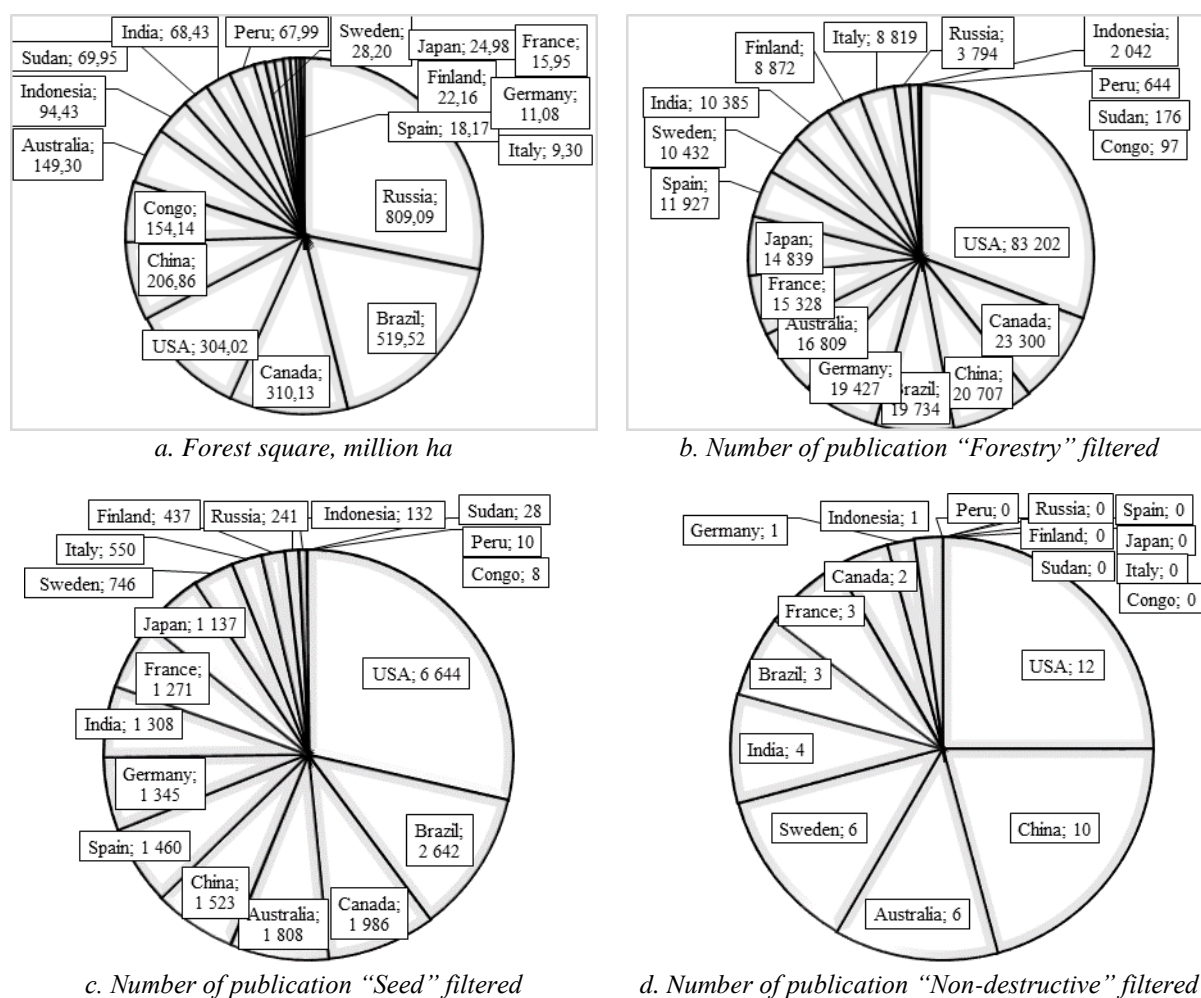 India; 68,43
Peru; 67,99
Sweden;
28,20
Japan; 24,98
France;
15,95
Sudan; 69,95
Finland;
22,16
Germany;
11,08
Indonesia;
94,43
Spain; 18,17
Italy; 9,30
Australia;
149,30
Russia;
809,09
Congo;
154,14
China;
206,86
Brazil;
519,52
USA; 304,02
Canada;
310,13
a. Forest square, million ha
Italy; 8 819
Russia;
3 794
Indonesia;
2 042
Finland;
8 872
Peru; 644
India; 10 385
Sudan; 176
Sweden;
10 432
Congo; 97
Spain;
11 927
Japan;
14 839
USA; 83 202
France;
15 328
Australia;
16 809
Canada;
23 300
Germany;
19 427
Brazil;
19 734
China;
20 707
b. Number of publication “Forestry” filtered
Finland; 437
Russia; 241
Indonesia; 132
Sudan; 28
Italy; 550
Peru; 10
Sweden; 746
Congo; 8
Japan; 1 137
USA; 6 644
France;
1 271
India; 1 308
Germany;
1 345
Brazil;
2 642
Spain; 1 460
China;
1 523
Australia;
1 808
Canada;
1 986
c. Number of publication “Seed” filtered
Germany; 1
Indonesia; 1
Peru; 0
Russia; 0
Spain; 0
Finland; 0
Japan; 0
Canada; 2
Sudan; 0
Italy; 0
France; 3
Congo; 0
Brazil; 3
USA; 12
India; 4
Sweden; 6
China; 10
Australia; 6
d. Number of publication “Non-destructive” filtered